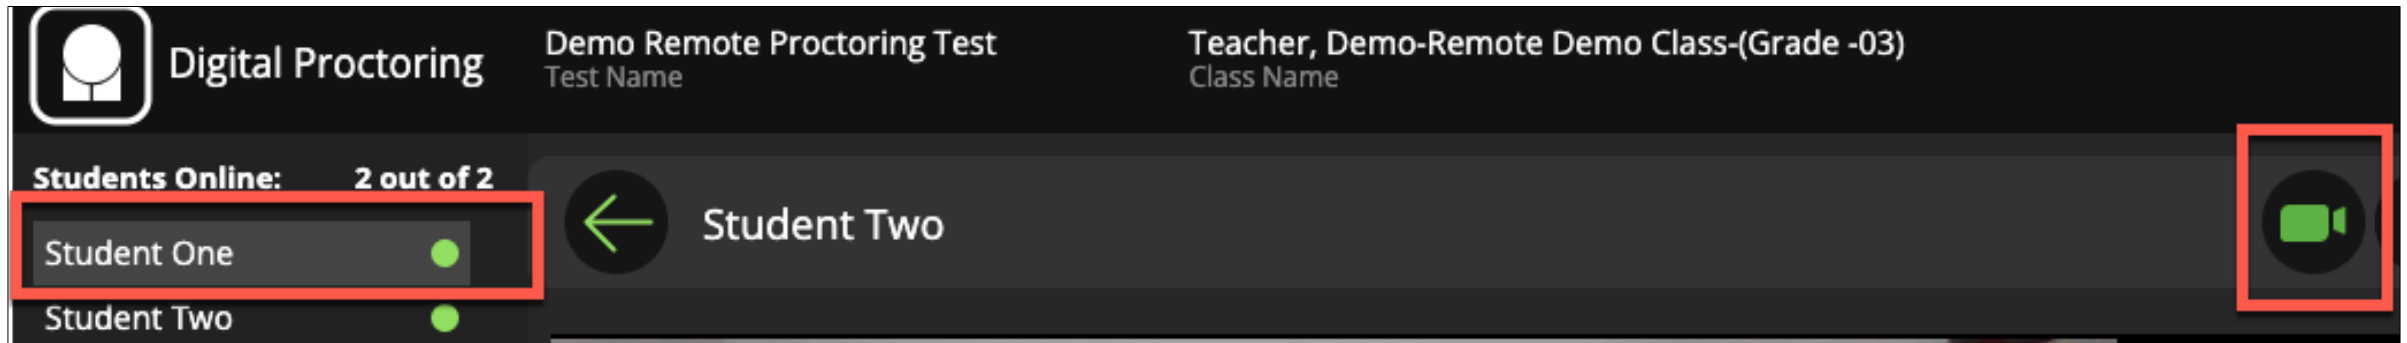 Digital Proctoring
Demo Remote Proctoring Test
Test Name
Teacher, Demo-Remote Demo Class-(Grade -03)
Class Name
Students Online: 2 out of 2
Student One
Student Two
Student Two